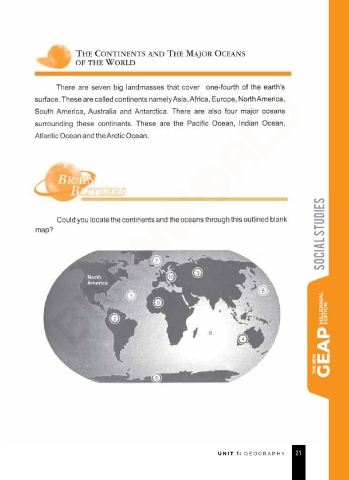 THE CONTINENTS AND THE MAJOR OCEANS
OF THE WORLD
There are seven big landmasses that cover one-fourth of the earth's
surface. These are called continents namely Asia, Africa, Europe, North America,
South America, Australia and Antarctica. There are also four major oceans
surrounding these continents. These are the Pacific Ocean, Indian Ocean,
Atlantic Ocean and the Arctic Ocean.
BRAIN
BUZZERS
Could you locate the continents and the oceans through this outlined blank
map?
North
America
7
10
3
1
5
6
2
8
4
9
SOCIAL STUDIES
THE NEW
GEAP
MILLENNIAL
EDITION
UNIT 1: GEOGRAPHY 21